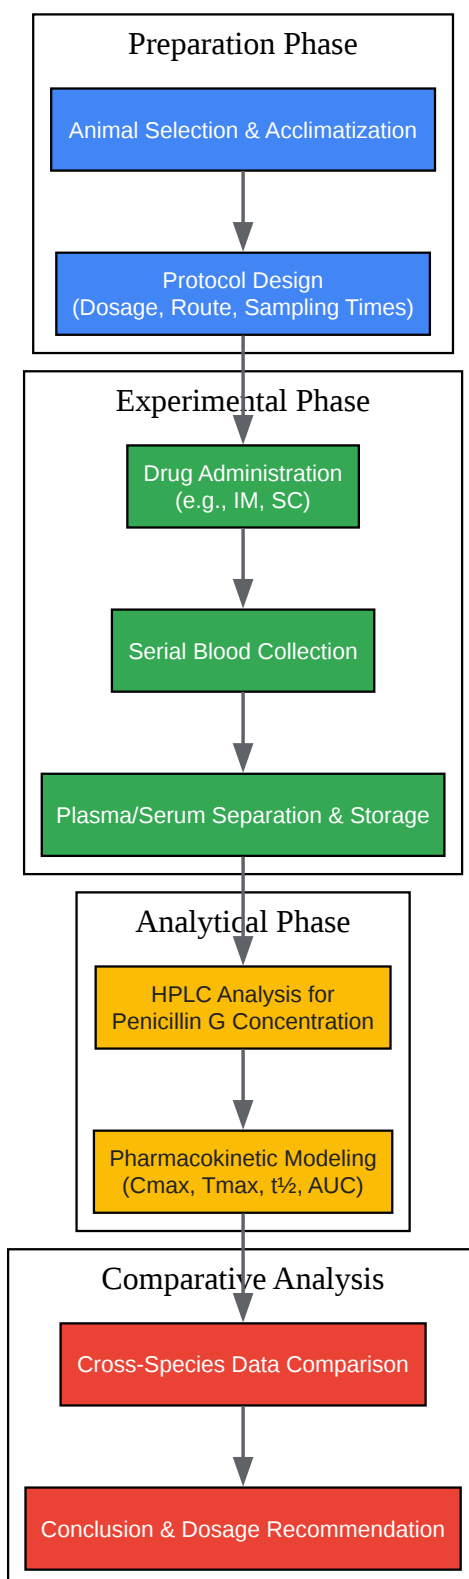 Preparation Phase
Animal Selection & Acclimatization
Protocol Design
(Dosage, Route, Sampling Times)
Experimental Phase
Drug Administration
(e.g., IM, SC)
Serial Blood Collection
Plasma/Serum Separation & Storage
Analytical Phase
HPLC Analysis for
Penicillin G Concentration
Pharmacokinetic Modeling
(Cmax, Tmax, t½, AUC)
Comparative Analysis
Cross-Species Data Comparison
Conclusion & Dosage Recommendation